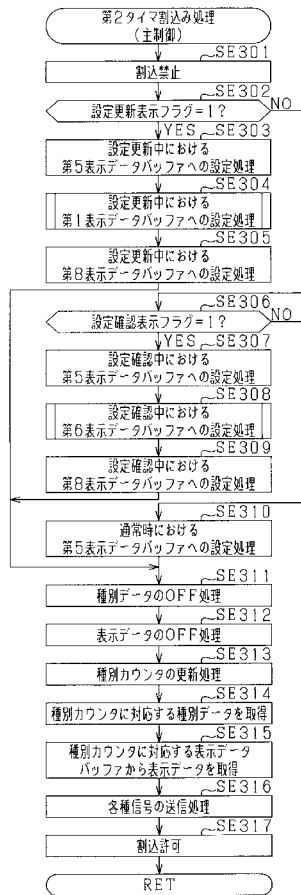 第2タイマ割込み処理
(主制御)
SE301
割込禁止
SE302
設定更新表示フラグ=1?
NO
YES
SE303
設定更新中における
第5表示データバッファへの設定処理
SE304
設定更新中における
第1表示データバッファへの設定処理
SE305
設定更新中における
第8表示データバッファへの設定処理
SE306
設定確認表示フラグ=1?
NO
YES
SE307
設定確認中における
第5表示データバッファへの設定処理
SE308
設定確認中における
第6表示データバッファへの設定処理
SE309
設定確認中における
第8表示データバッファへの設定処理
SE310
通常時における
第5表示データバッファへの設定処理
SE311
種別データのOFF処理
SE312
表示データのOFF処理
SE313
種別カウンタの更新処理
SE314
種別カウンタに対応する種別データを取得
SE315
種別カウンタに対応する表示データ
バッファから表示データを取得
SE316
各種信号の送信処理
SE317
割込許可
RET